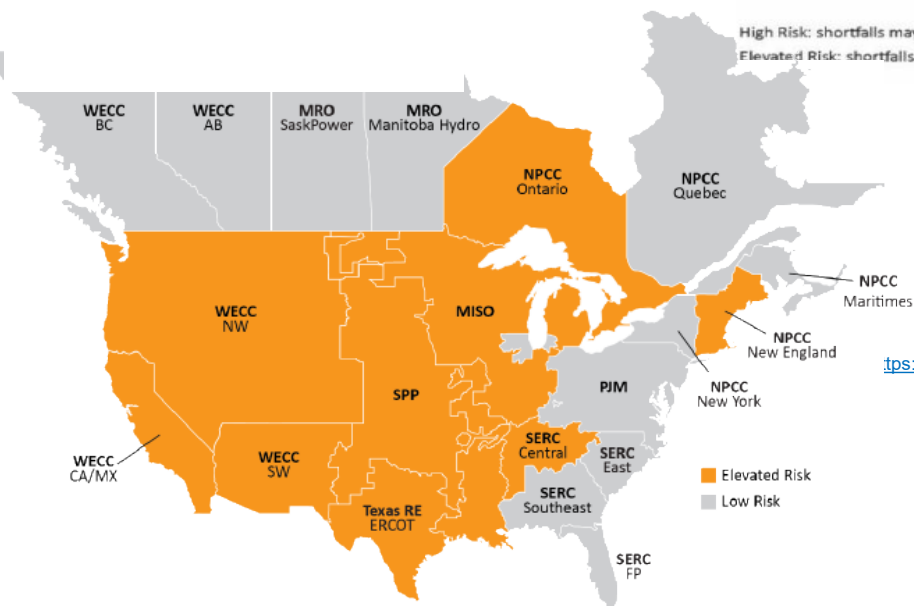 High Risk: shortfalls may
Elevated Risk: shortfalls
WECC
BC
WECC
AB
MRO
SaskPower
MRO
Manitoba Hydro
NPCC
Ontario
NPCC
Quebec
NPCC
Maritimes
NPCC
New England
NPCC
New York
WECC
NW
MISO
SPP
PJM
WECC
CA/MX
WECC
SW
SERC
Central
SERC
East
SERC
Southeast
SERC
FP
Texas RE
ERCOT
Elevated Risk
Low Risk
tps: